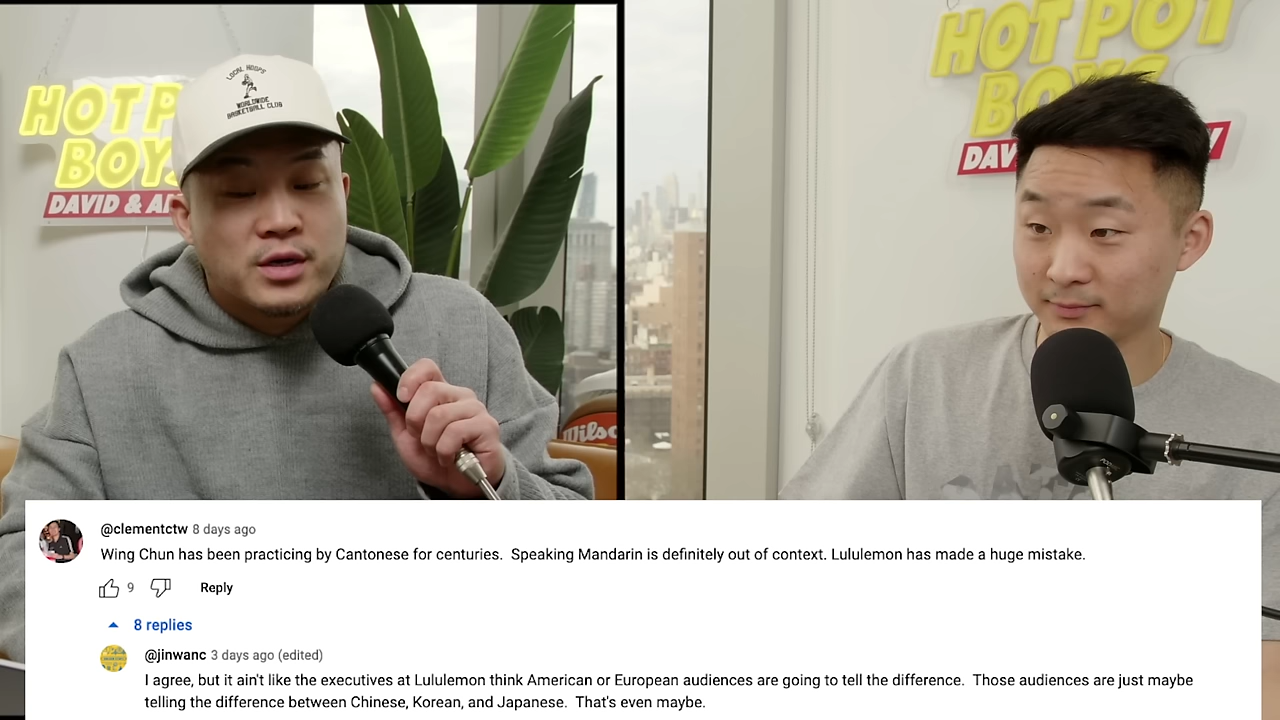 LOCAL HOOPS
WORLDWIDE
BASKETBALL CLUB
HOT P
BOYS
DAVID & AN
HOT POT
BO
DAV
Y
Wilso
@clementctw 8 days ago
Wing Chun has been practicing by Cantonese for centuries.  Speaking Mandarin is definitely out of context. Lululemon has made a huge mistake.
9
Reply
8 replies
@jinwanc 3 days ago (edited)
I agree, but it ain't like the executives at Lululemon think American or European audiences are going to tell the difference.  Those audiences are just maybe
telling the difference between Chinese, Korean, and Japanese.  That's even maybe.